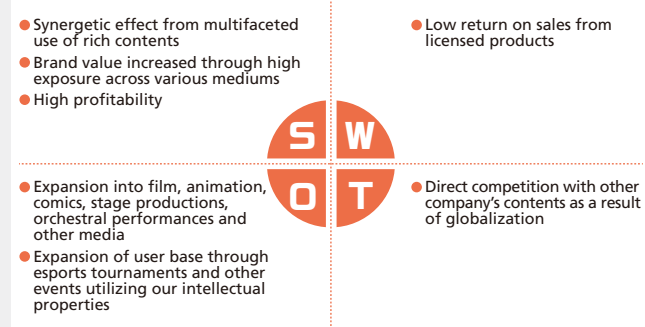 ● Synergetic effect from multifaceted
use of rich contents
● Brand value increased through high
exposure across various mediums
● High profitability
● Low return on sales from
licensed products
S W
O T
● Expansion into film, animation,
comics, stage productions,
orchestral performances and
other media
● Expansion of user base through
esports tournaments and other
events utilizing our intellectual
properties
● Direct competition with other
company's contents as a result
of globalization